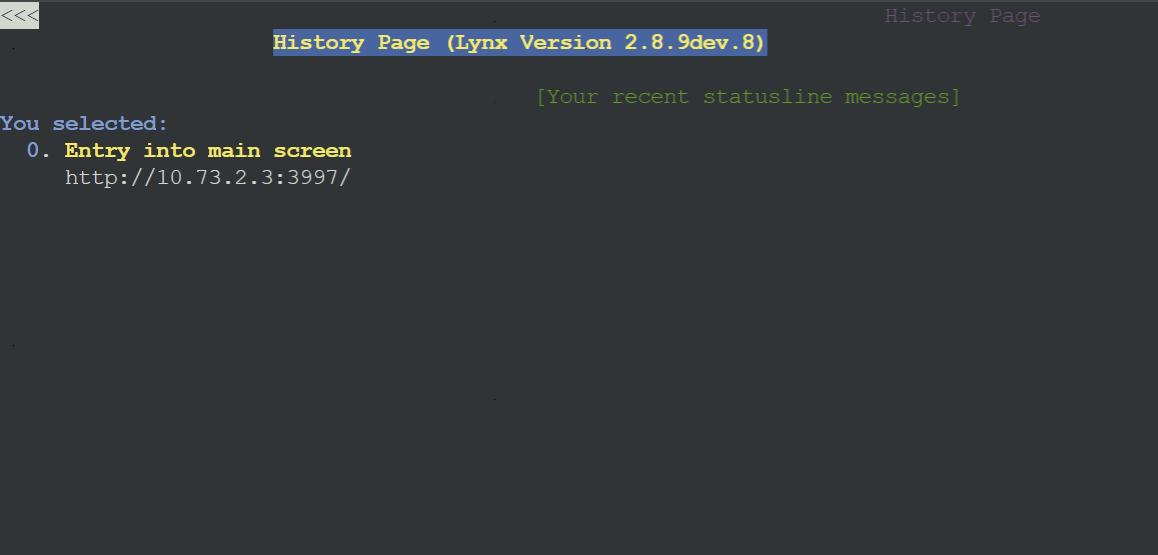 <<< History Page
History Page (Lynx Version 2.8.9dev.8)
[Your recent statusline messages]
You selected:
0. Entry into main screen
http://10.73.2.3:3997/